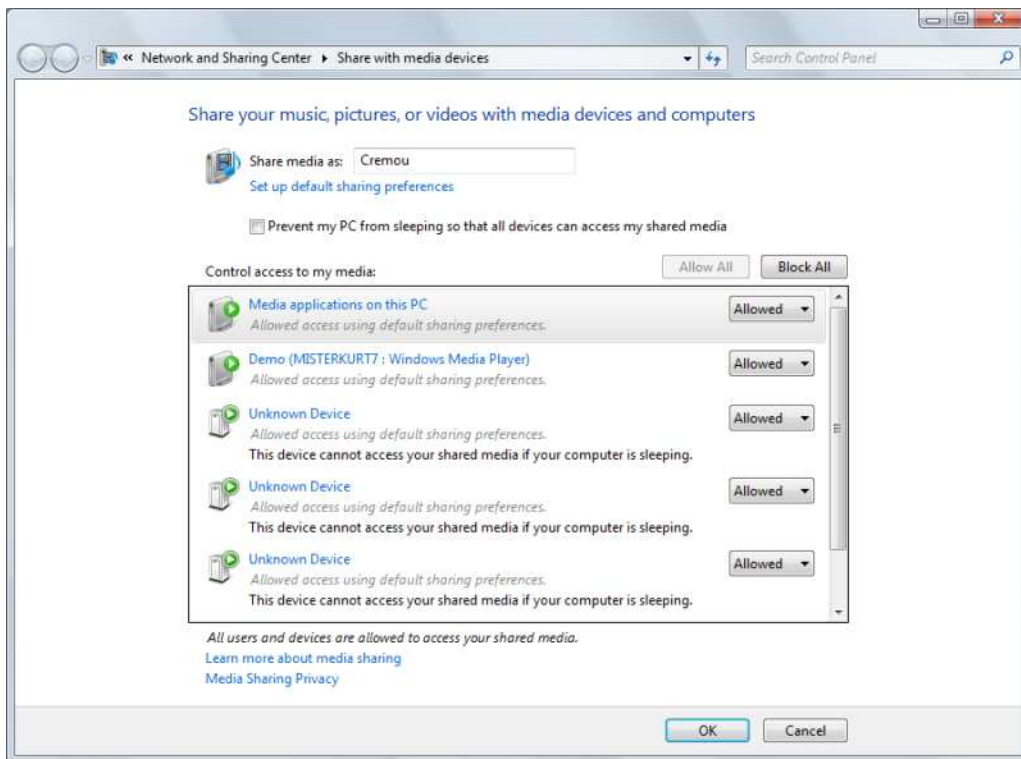 « Network and Sharing Center ▸ Share with media devices
Search Control Panel
Share your music, pictures, or videos with media devices and computers
Share media as: Cremou
Set up default sharing preferences
Prevent my PC from sleeping so that all devices can access my shared media
Control access to my media: Allow All Block All
Media applications on this PC
Allowed access using default sharing preferences.
Allowed
Demo (MISTERKURT7 : Windows Media Player)
Allowed access using default sharing preferences.
Allowed
Unknown Device
Allowed access using default sharing preferences.
This device cannot access your shared media if your computer is sleeping.
Allowed
Unknown Device
Allowed access using default sharing preferences.
This device cannot access your shared media if your computer is sleeping.
Allowed
Unknown Device
Allowed access using default sharing preferences.
This device cannot access your shared media if your computer is sleeping.
Allowed
All users and devices are allowed to access your shared media.
Learn more about media sharing
Media Sharing Privacy
OK Cancel